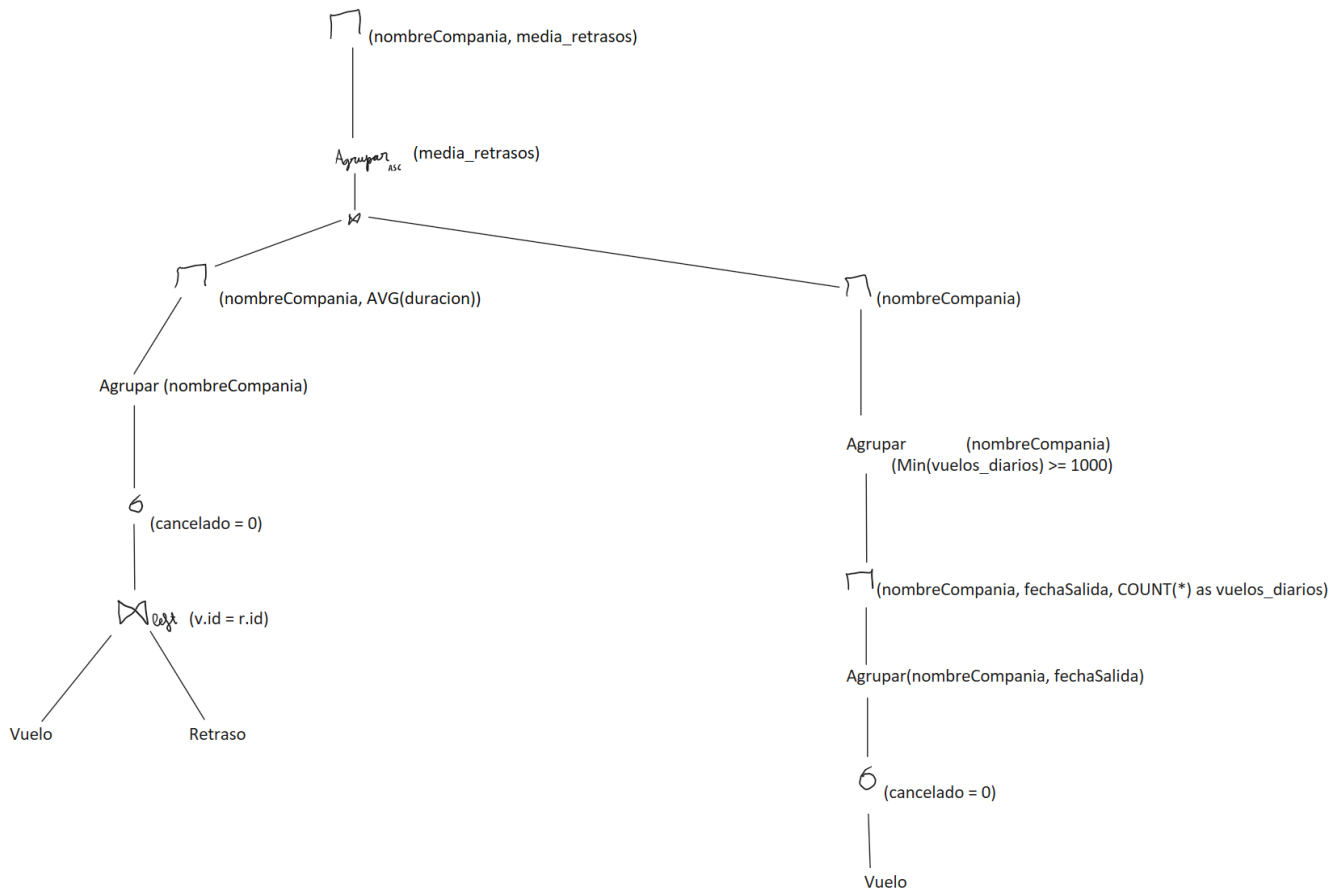 (nombreCompania, media_retrasos)
Agrupar ASC (media_retrasos)
(nombreCompania, AVG(duracion))
(nombreCompania)
Agrupar (nombreCompania)
Agrupar (nombreCompania)
(Min(vuelos_diarios) >= 1000)
(cancelado = 0)
(nombreCompania, fechaSalida, COUNT(*) as vuelos_diarios)
left (v.id = r.id)
Agrupar(nombreCompania, fechaSalida)
Vuelo
Retraso
(cancelado = 0)
Vuelo